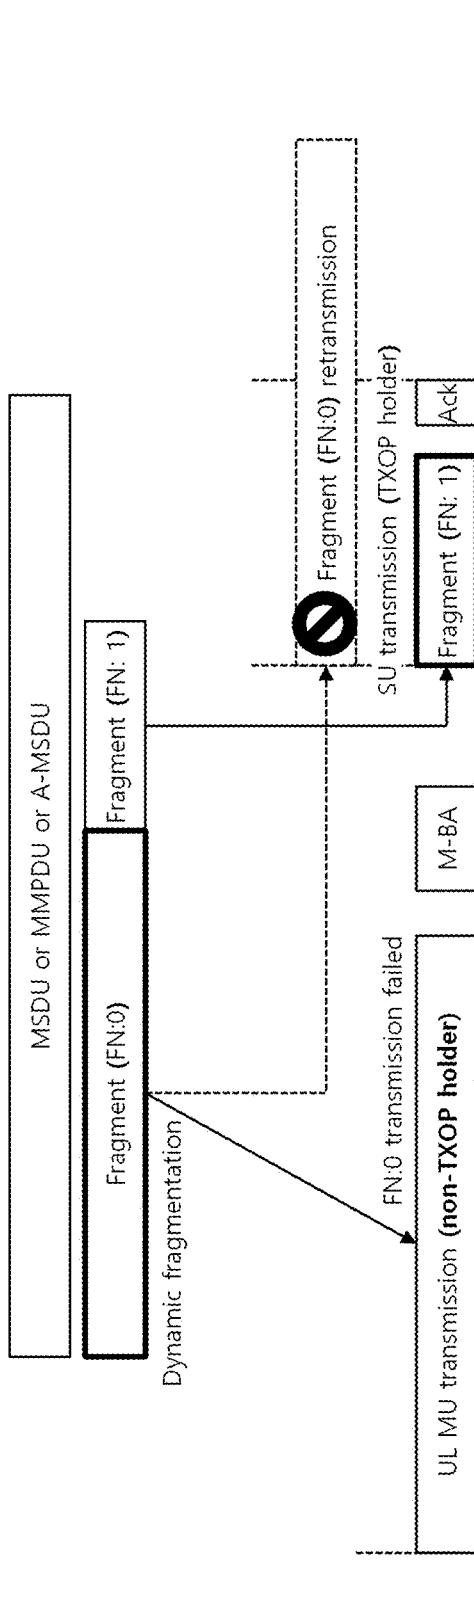 MSDU or MMPDU or A-MSDU
Fragment (FN:0)
Fragment (FN: 1)
Dynamic fragmentation
Fragment (FN:0) retransmission
FN:0 transmission failed
SU transmission (TXOP holder)
UL MU transmission (non-TXOP holder)
M-BA
Fragment (FN: 1)
Ack